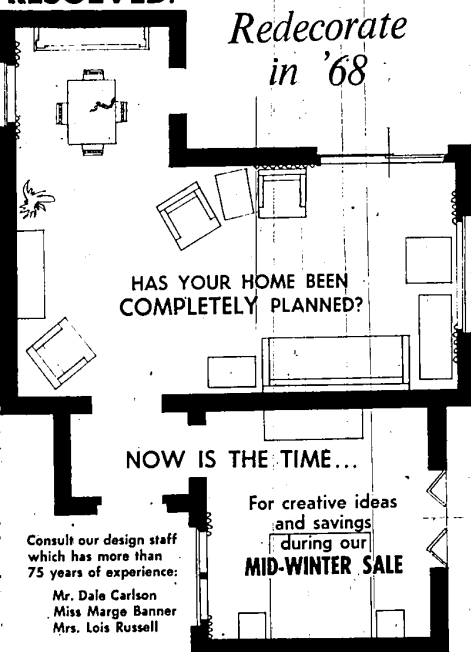 RESOLVED:
Redecorate
in '68
HAS YOUR HOME BEEN
COMPLETELY PLANNED?
NOW IS THE TIME...
For creative ideas
and savings
during our
MID-WINTER SALE
Consult our design staff
which has more than
75 years of experience:
Mr. Dale Carlson
Miss Marge Banner
Mrs. Lois Russell